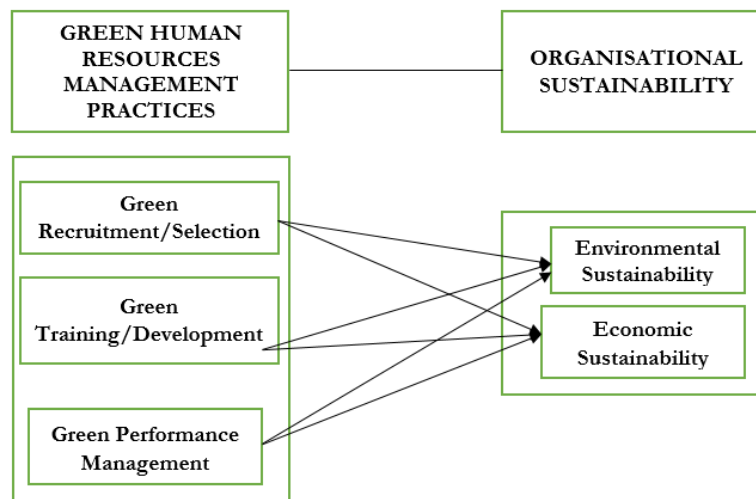 GREEN HUMAN
RESOURCES
MANAGEMENT
PRACTICES
ORGANISATIONAL
SUSTAINABILITY
Green
Recruitment/Selection
Green
Training/Development
Green Performance
Management
Environmental
Sustainability
Economic
Sustainability